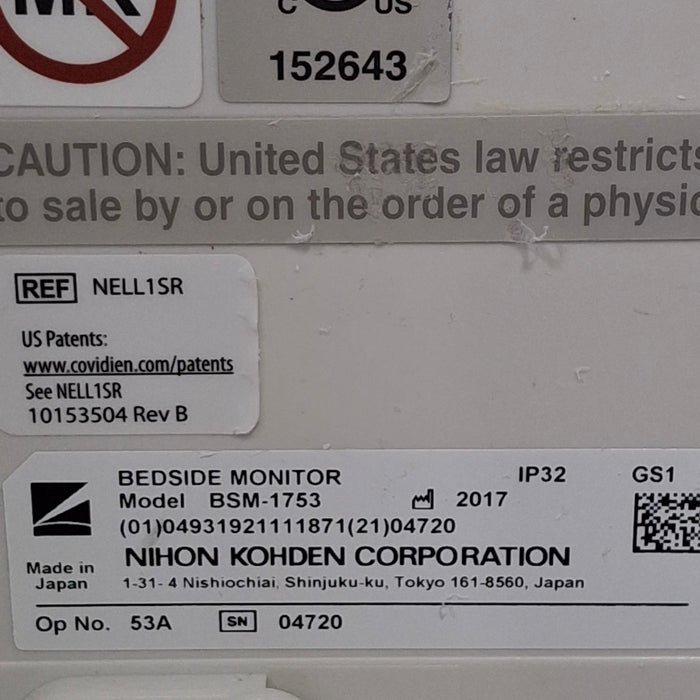 MR
C US
152643
CAUTION: United States law restricts
to sale by or on the order of a
REF NELL1SR
US Patents:
www.covidien.com/patents
See NELL1SR
10153504 Rev B
BEDSIDE MONITOR IP32 GS1
Model BSM-1753 2017
(01)04931921111871(21)04720
NIHON KOHDEN CORPORATION
Made in
Japan
1-31- 4 Nishiochiai, Shinjuku-ku, Tokyo 161-8560, Japan
Op No. 53A SN 04720